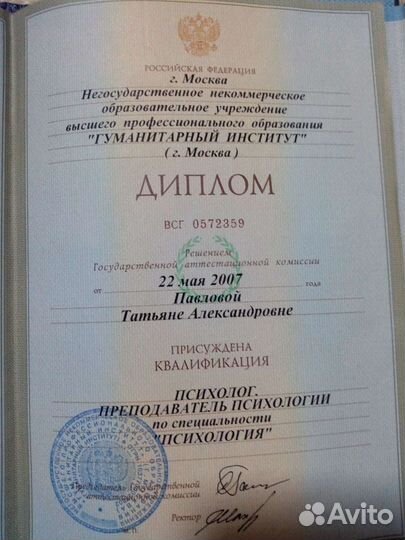 РОССИЙСКАЯ ФЕДЕРАЦИЯ
г. Москва
Негосударственное некоммерческое
образовательное учреждение
высшего профессионального образования
"ГУМАНИТАРНЫЙ ИНСТИТУТ"
( г. Москва )
ДИПЛОМ
ВСГ 0572359
Решением
Государственной аттестационной комиссии
от 22 мая 2007 года
Павловой
Татьяне Александровне
ПРИСУЖДЕНА
КВАЛИФИКАЦИЯ
ПСИХОЛОГ.
ПРЕПОДАВАТЕЛЬ ПСИХОЛОГИИ
по специальности
"ПСИХОЛОГИЯ"
Председатель Государственной
аттестационной комиссии
Ректор
М.П.
Avito